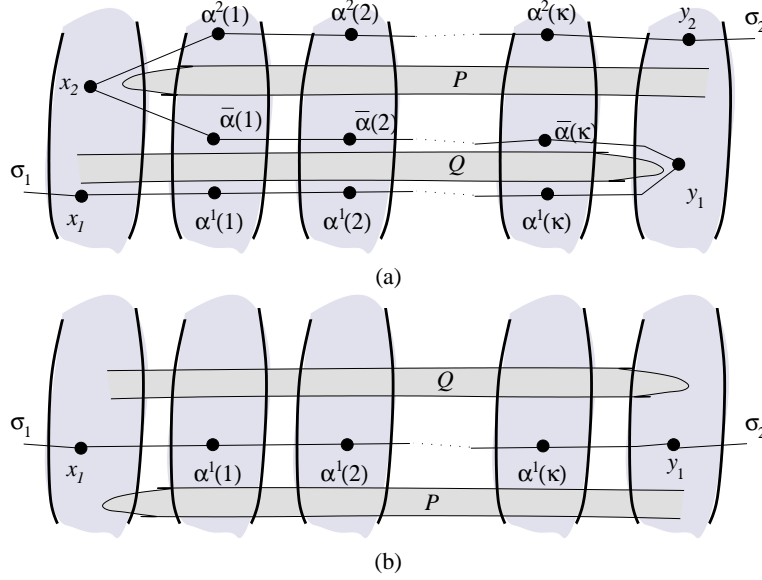 α²(1) α²(2) α²(κ) y₂ σ₂
x₂ P
ᾱ(1) ᾱ(2) ᾱ(κ)
σ₁ Q
x₁ α¹(1) α¹(2) α¹(κ) y₁
(a)
Q
σ₁ σ₂
x₁ α¹(1) α¹(2) α¹(κ) y₁
P
(b)